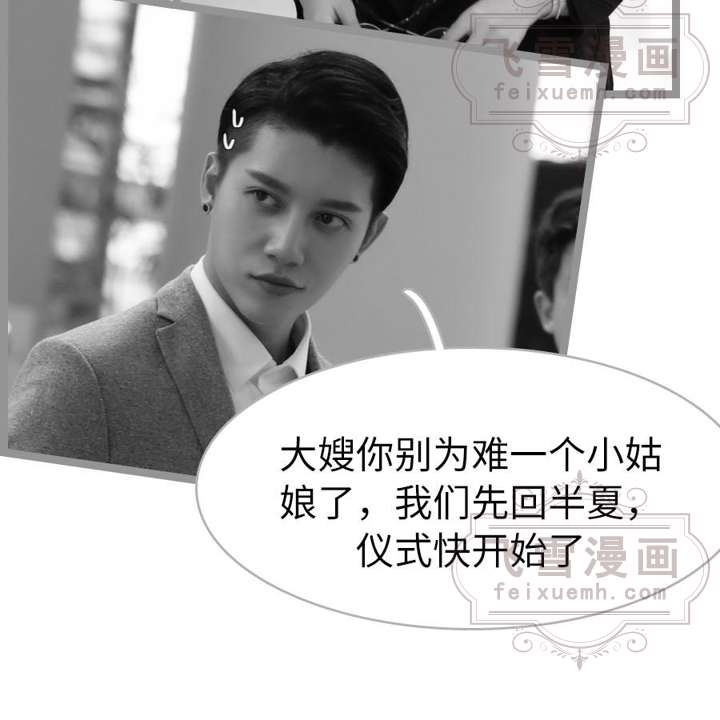 飞雪漫画
feixuemh.com
大嫂你别为难一个小姑
娘了，我们先回半夏，
仪式快开始了
飞雪漫画
feixuemh.com